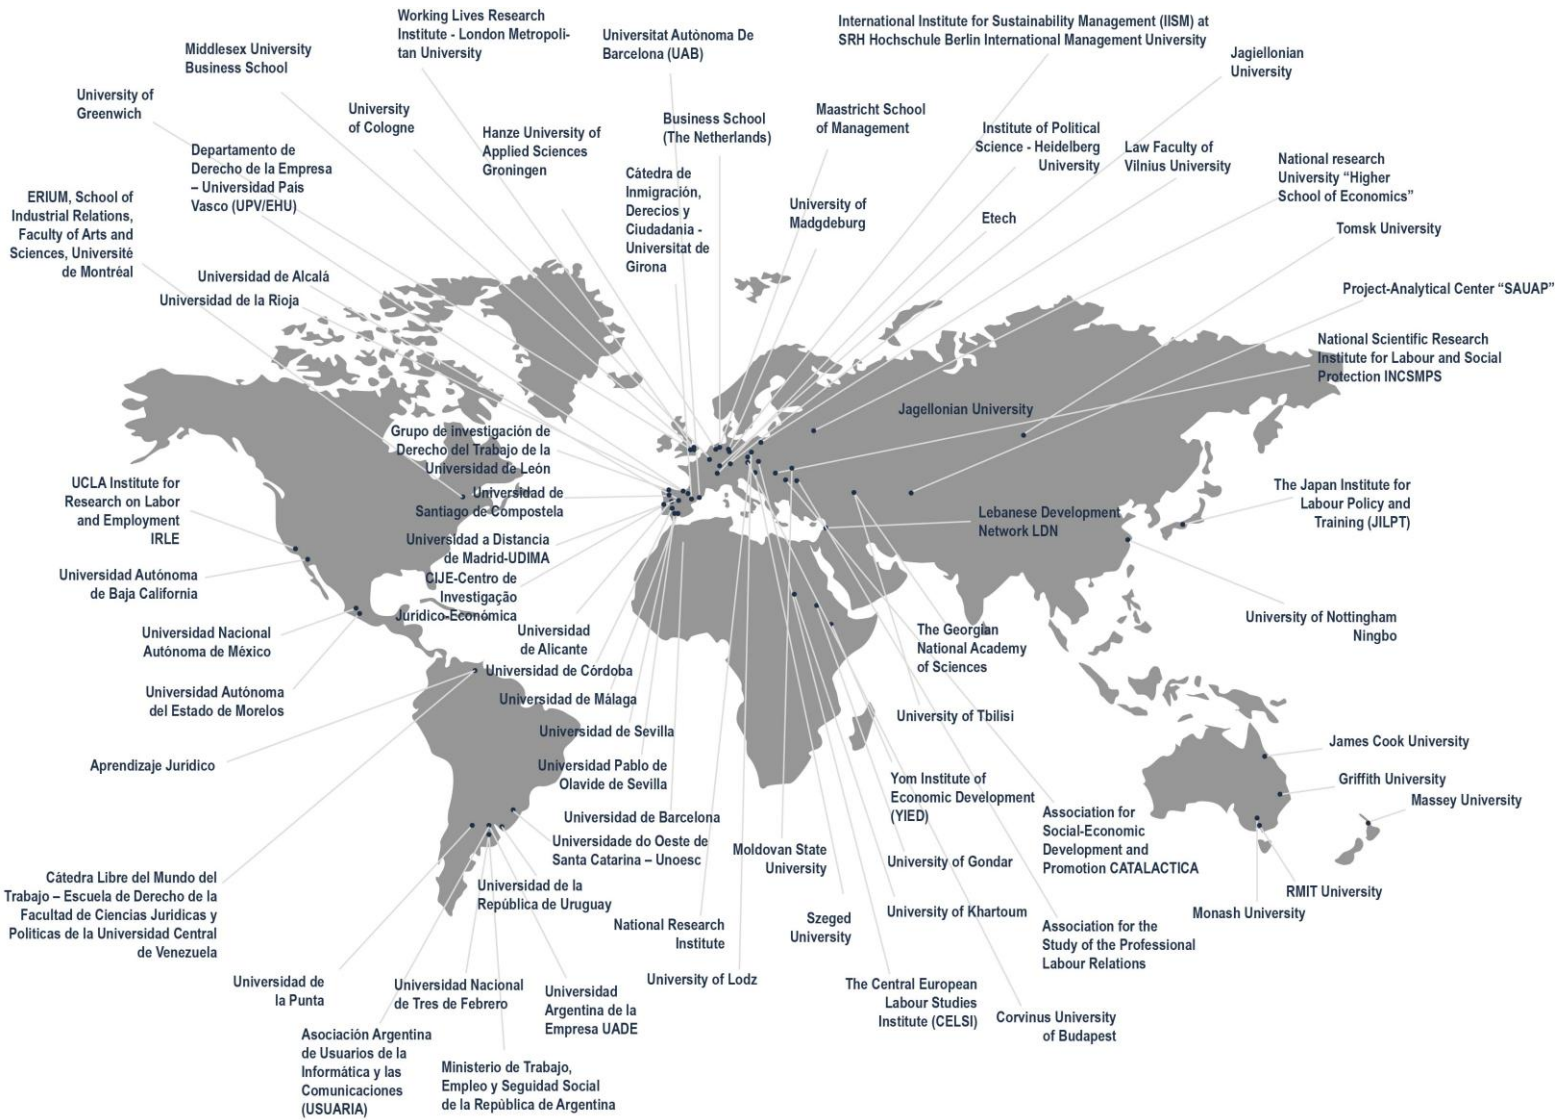 Working Lives Research
Institute - London Metropoli-
tan University
International Institute for Sustainability Management (IISM) at
SRH Hochschule Berlin International Management University
Middlesex University
Business School
Universitat Autònoma De
Barcelona (UAB)
Jagiellonian
University
University of
Greenwich
University
of Cologne
Hanze University of
Applied Sciences
Groningen
Business School
(The Netherlands)
Maastricht School
of Management
Institute of Political
Science - Heidelberg
University
Law Faculty of
Vilnius University
National research
University “Higher
School of Economics”
Departamento de
Derecho de la Empresa
– Universidad Pais
Vasco (UPV/EHU)
Cátedra de
Inmigración,
Derecios y
Ciudadania -
Universitat de
Girona
ERIUM, School of
Industrial Relations,
Faculty of Arts and
Sciences, Université
de Montréal
University of
Madgdeburg
Etech
Tomsk University
Universidad de Alcalá
Universidad de la Rioja
Project-Analytical Center “SAUAP”
National Scientific Research
Institute for Labour and Social
Protection INCSMPS
Jagellonian University
Grupo de investigación de
Derecho del Trabajo de la
Universidad de León
UCLA Institute for
Research on Labor
and Employment
IRLE
Universidad de
Santiago de Compostela
The Japan Institute for
Labour Policy and
Training (JILPT)
Lebanese Development
Network LDN
Universidad a Distancia
de Madrid-UDIMA
Universidad Autónoma
de Baja California
CIJE-Centro de
Investigação
Jurídico-Económica
Universidad Nacional
Autónoma de México
Universidad
de Alicante
The Georgian
National Academy
of Sciences
University of Nottingham
Ningbo
Universidad de Córdoba
Universidad Autónoma
del Estado de Morelos
Universidad de Málaga
University of Tbilisi
Universidad de Sevilla
James Cook University
Aprendizaje Jurídico
Universidad Pablo de
Olavide de Sevilla
Yom Institute of
Economic Development
(YIED)
Griffith University
Massey University
Universidad de Barcelona
Association for
Social-Economic
Development and
Promotion CATALACTICA
Universidade do Oeste de
Santa Catarina – Unoesc
Moldovan State
University
University of Gondar
Cátedra Libre del Mundo del
Trabajo – Escuela de Derecho de la
Facultad de Ciencias Juridicas y
Politicas de la Universidad Central
de Venezuela
Universidad de la
República de Uruguay
RMIT University
Monash University
National Research
Institute
Szeged
University
University of Khartoum
Association for the
Study of the Professional
Labour Relations
Universidad de
la Punta
Universidad Nacional
de Tres de Febrero
Universidad
Argentina de la
Empresa UADE
University of Lodz
The Central European
Labour Studies
Institute (CELSI)
Corvinus University
of Budapest
Asociación Argentina
de Usuarios de la
Informática y las
Comunicaciones
(USUARIA)
Ministerio de Trabajo,
Empleo y Seguidad Social
de la Repùblica de Argentina